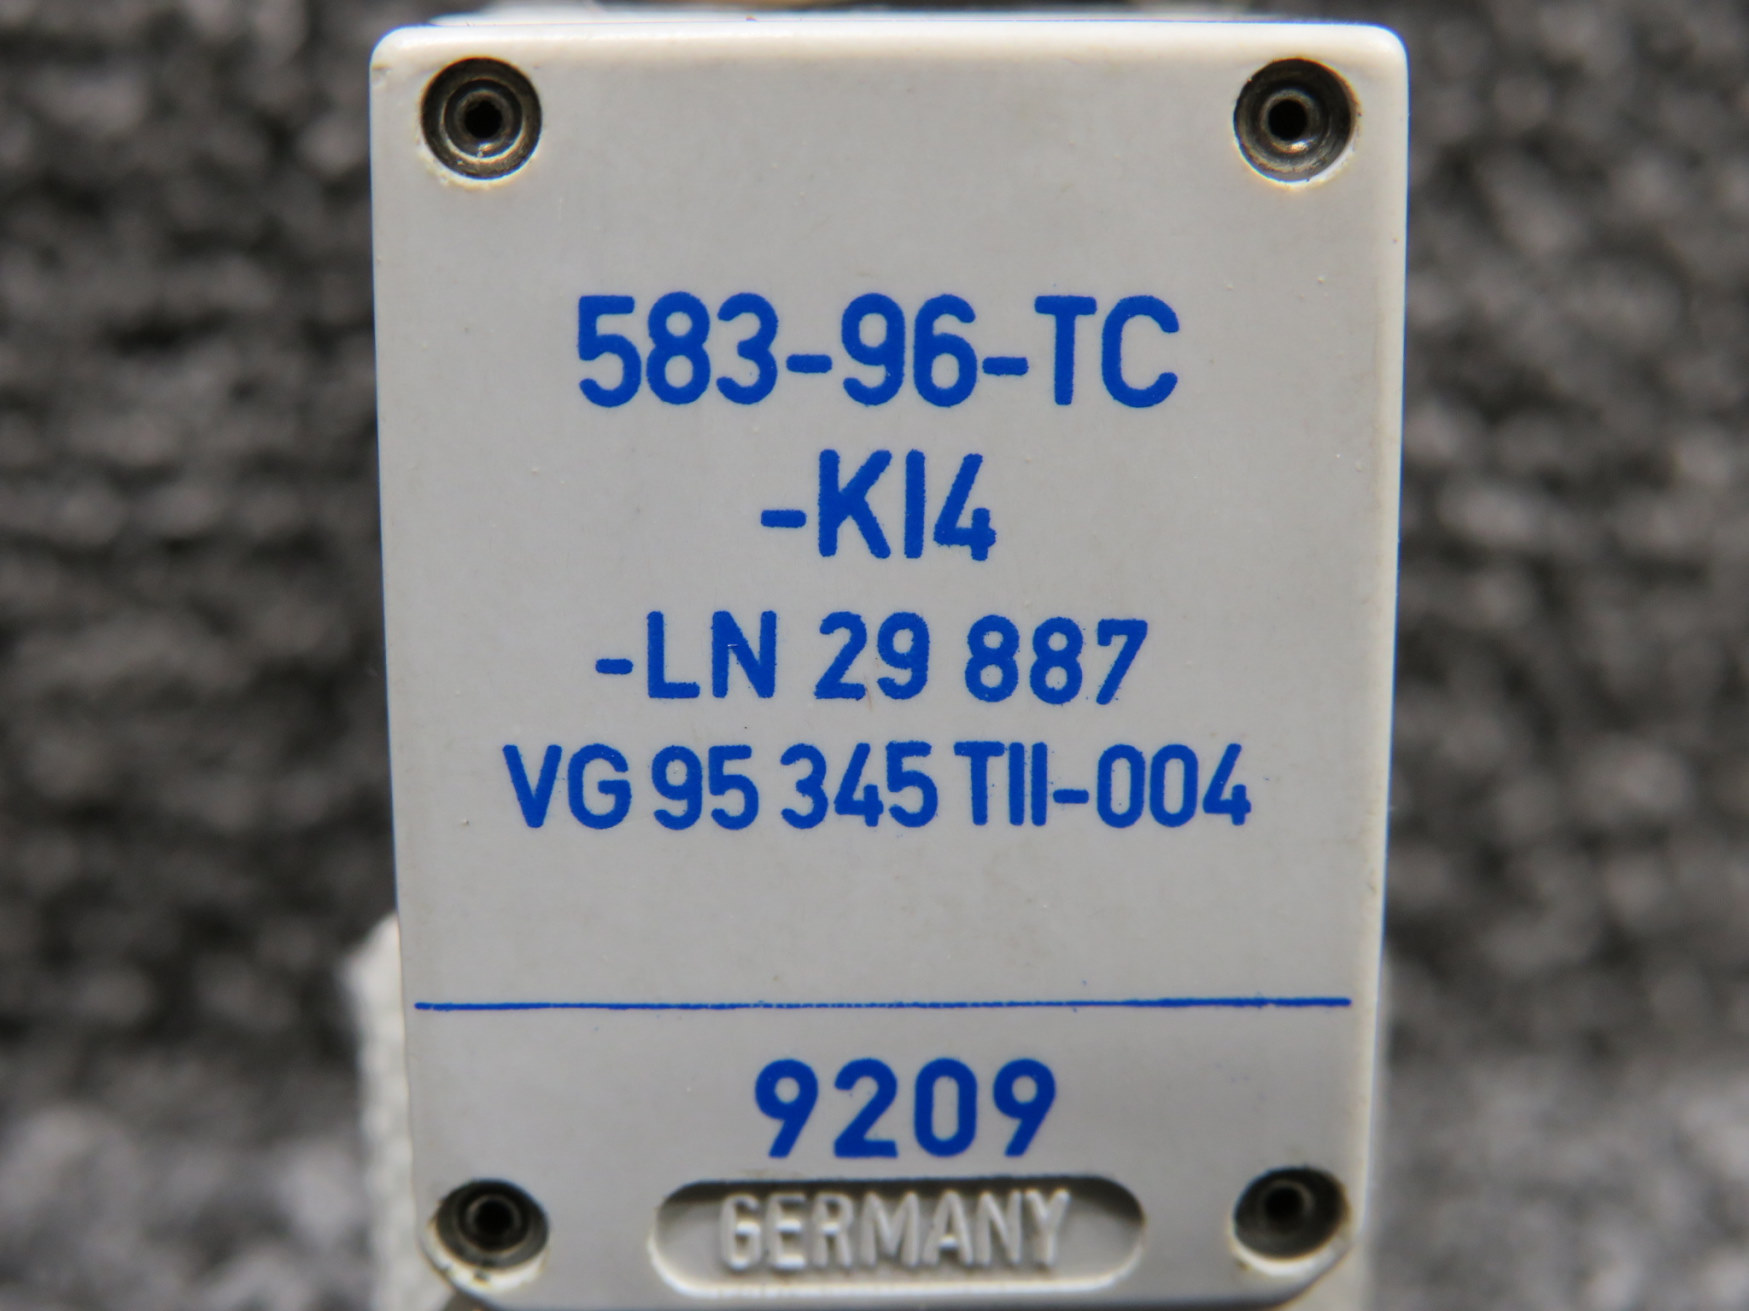 583-96-TC
-K14
-LN 29 887
VG 95 345 T11-004
9209
GERMANY